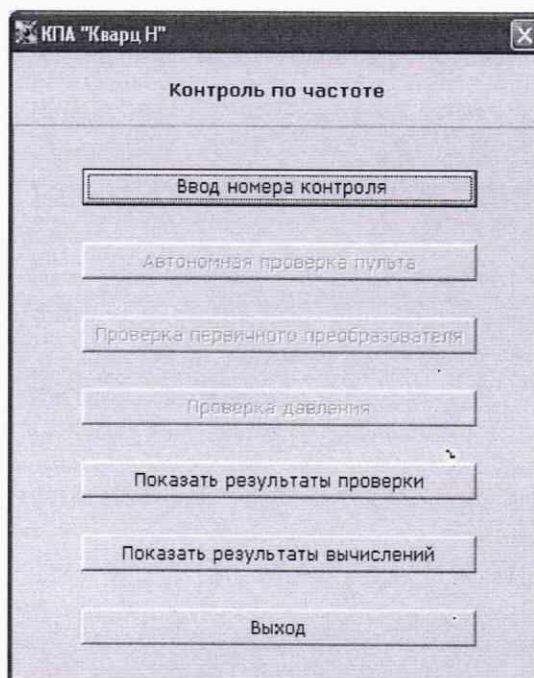 КПА "Кварц Н"
Контроль по частоте
Ввод номера контроля
Автономная проверка пульта
Проверка первичного преобразователя
Проверка давления
Показать результаты проверки
Показать результаты вычислений
Выход